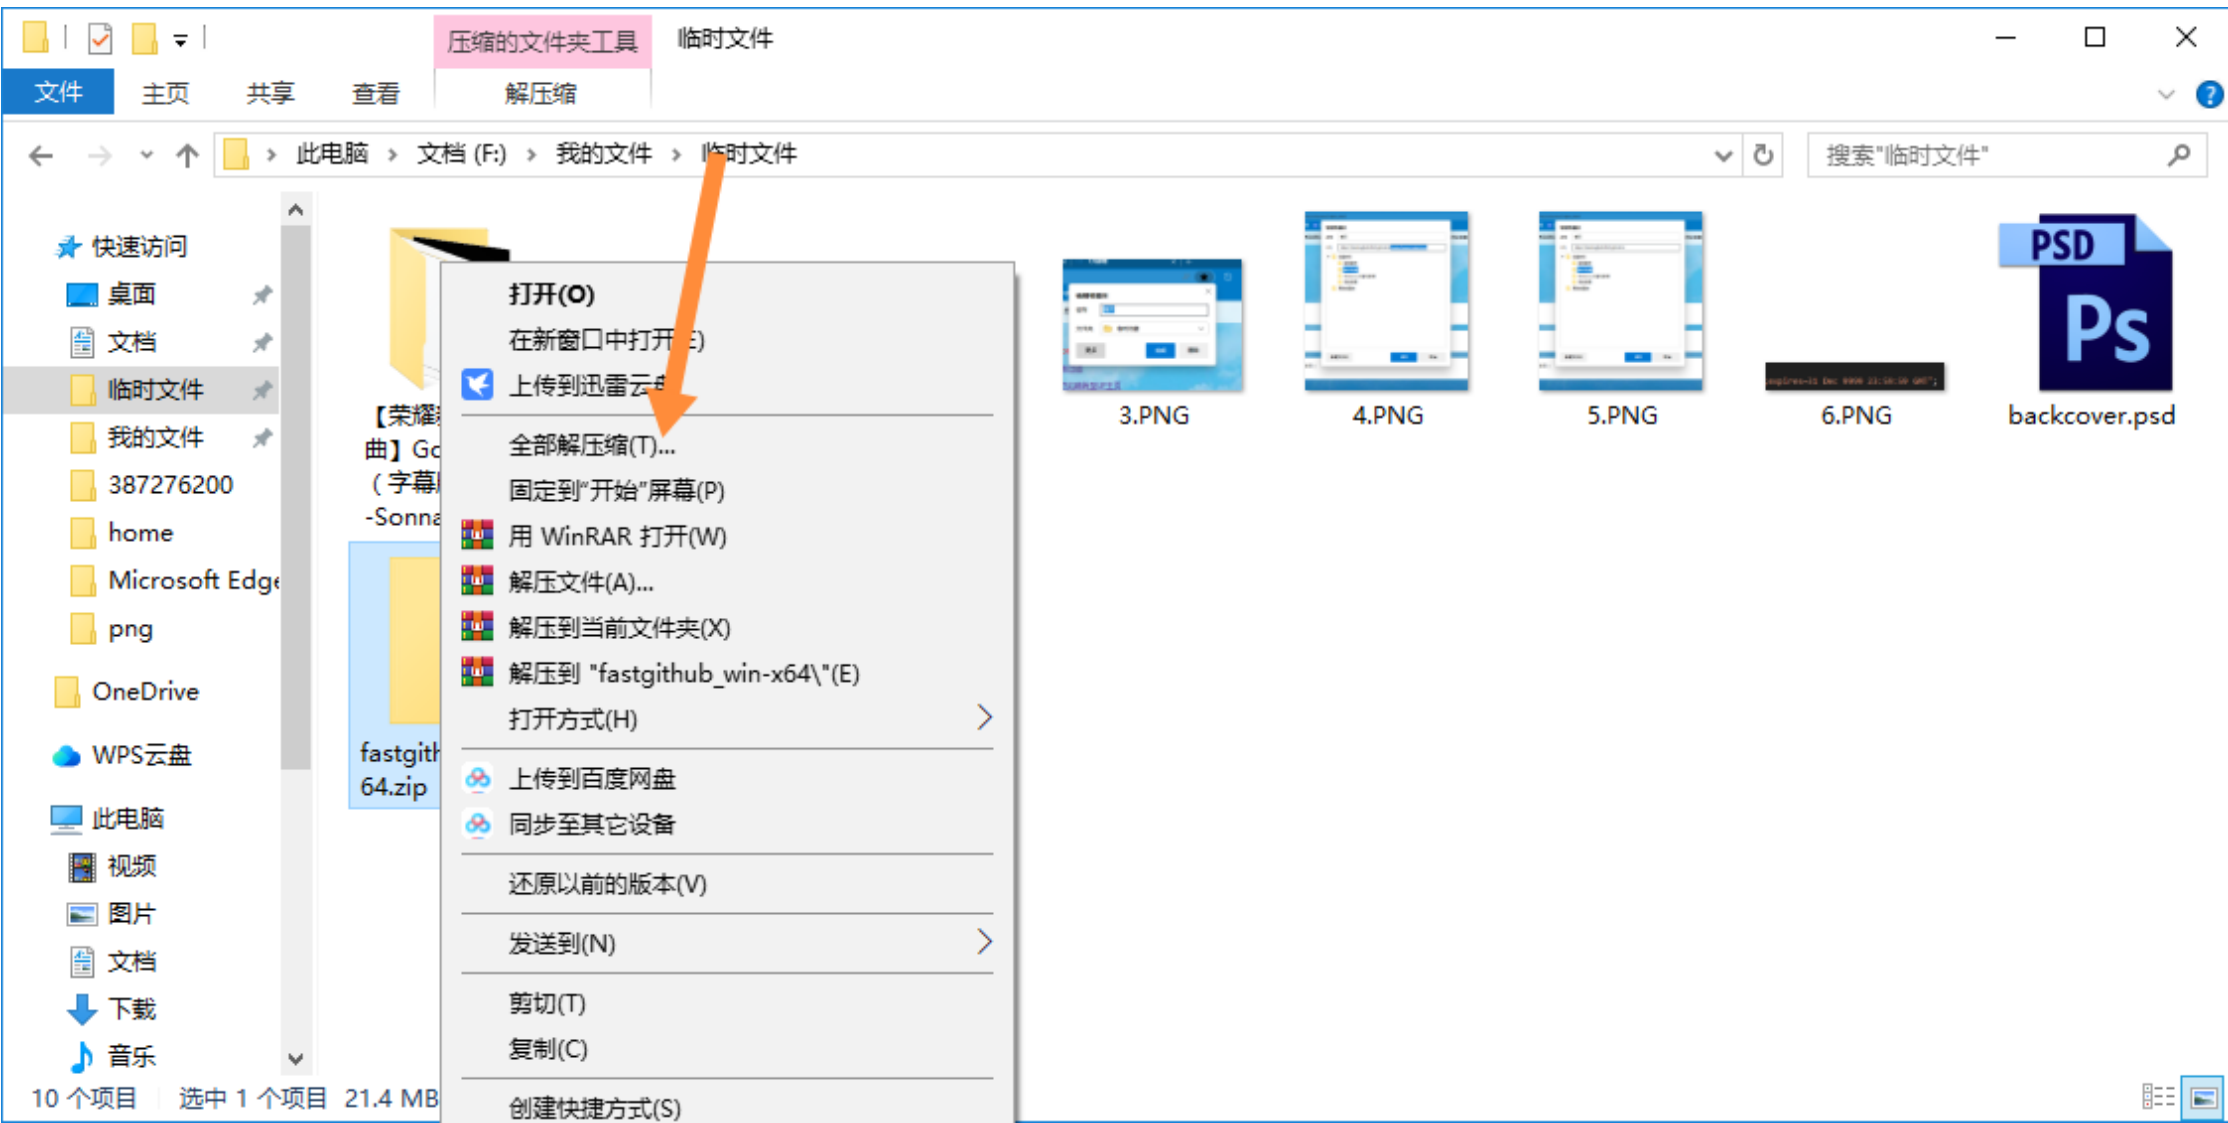 压缩的文件夹工具
临时文件
文件
主页
共享
查看
解压缩
此电脑
文档 (F:)
我的文件
临时文件
搜索"临时文件"
快速访问
桌面
文档
临时文件
我的文件
387276200
home
Microsoft Edge
png
OneDrive
WPS云盘
此电脑
视频
图片
文档
下载
音乐
【荣耀
曲】Go
（字幕
-Sonna
fastgith
64.zip
打开(O)
在新窗口中打开(E)
上传到迅雷云盘
全部解压缩(T)...
固定到"开始"屏幕(P)
用 WinRAR 打开(W)
解压文件(A)...
解压到当前文件夹(X)
解压到 "fastgithub_win-x64\"(E)
打开方式(H)
上传到百度网盘
同步至其它设备
还原以前的版本(V)
发送到(N)
剪切(T)
复制(C)
创建快捷方式(S)
3.PNG
4.PNG
5.PNG
6.PNG
PSD
Ps
backcover.psd
10 个项目
选中 1 个项目
21.4 MB